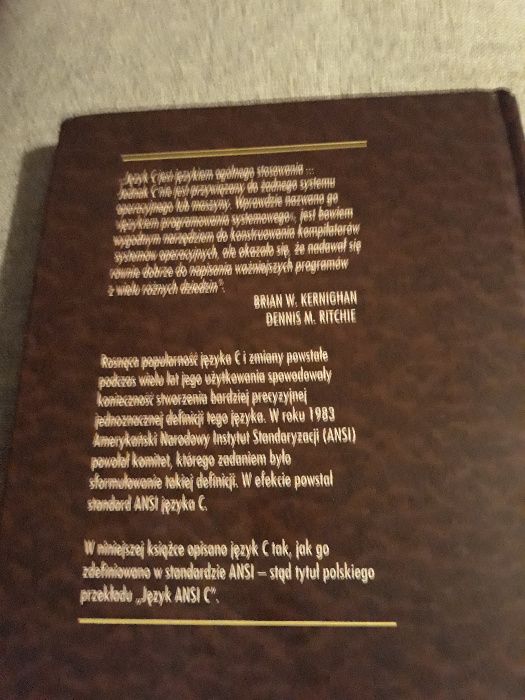 „Język C jest językiem ogólnego stosowania ...
Jednak C nie jest przywiązany do żadnego systemu
operacyjnego lub maszyny. Wprawdzie nazwano go
„językiem programowania systemowego”, jest bowiem
wygodnym narzędziem do konstruowania kompilatorów
i systemów operacyjnych, ale okazało się, że nadawał się
równie dobrze do napisania ważniejszych programów
z wielu różnych dziedzin”.
BRIAN W. KERNIGHAN
DENNIS M. RITCHIE
Rosnąca popularność języka C i zmiany powstałe
podczas wielu lat jego użytkowania spowodowały
konieczność stworzenia bardziej precyzyjnej
i jednoznacznej definicji tego języka. W roku 1983
Amerykański Narodowy Instytut Standaryzacji (ANSI)
powołał komitet, którego zadaniem było
sformułowanie takiej definicji. W efekcie powstał
standard ANSI języka C.
W niniejszej książce opisano język C tak, jak go
zdefiniowano w standardzie ANSI – stąd tytuł polskiego
przekładu „Język ANSI C”.